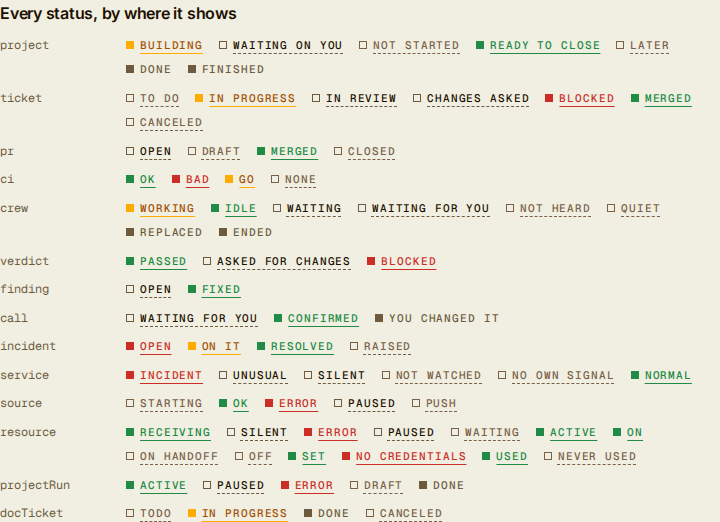 Every status, by where it shows
project BUILDING WAITING ON YOU NOT STARTED READY TO CLOSE LATER
DONE FINISHED
ticket TO DO IN PROGRESS IN REVIEW CHANGES ASKED BLOCKED MERGED
CANCELED
pr OPEN DRAFT MERGED CLOSED
ci OK BAD GO NONE
crew WORKING IDLE WAITING WAITING FOR YOU NOT HEARD QUIET
REPLACED ENDED
verdict PASSED ASKED FOR CHANGES BLOCKED
finding OPEN FIXED
call WAITING FOR YOU CONFIRMED YOU CHANGED IT
incident OPEN ON IT RESOLVED RAISED
service INCIDENT UNUSUAL SILENT NOT WATCHED NO OWN SIGNAL NORMAL
source STARTING OK ERROR PAUSED PUSH
resource RECEIVING SILENT ERROR PAUSED WAITING ACTIVE ON
ON HANDOFF OFF SET NO CREDENTIALS USED NEVER USED
projectRun ACTIVE PAUSED ERROR DRAFT DONE
docTicket TODO IN PROGRESS DONE CANCELED